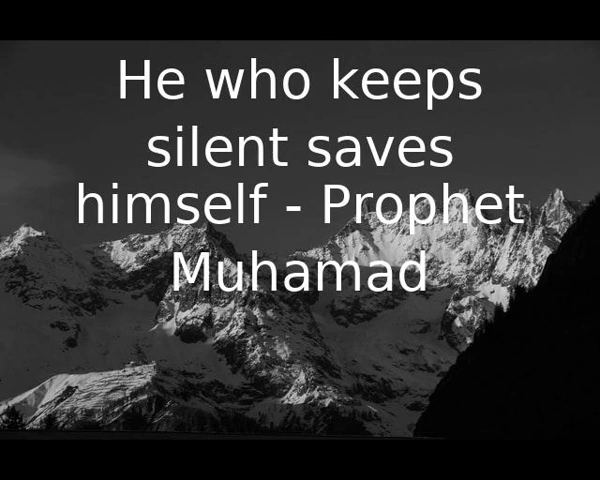 He who keeps
silent saves
himself - Prophet
Muhamad